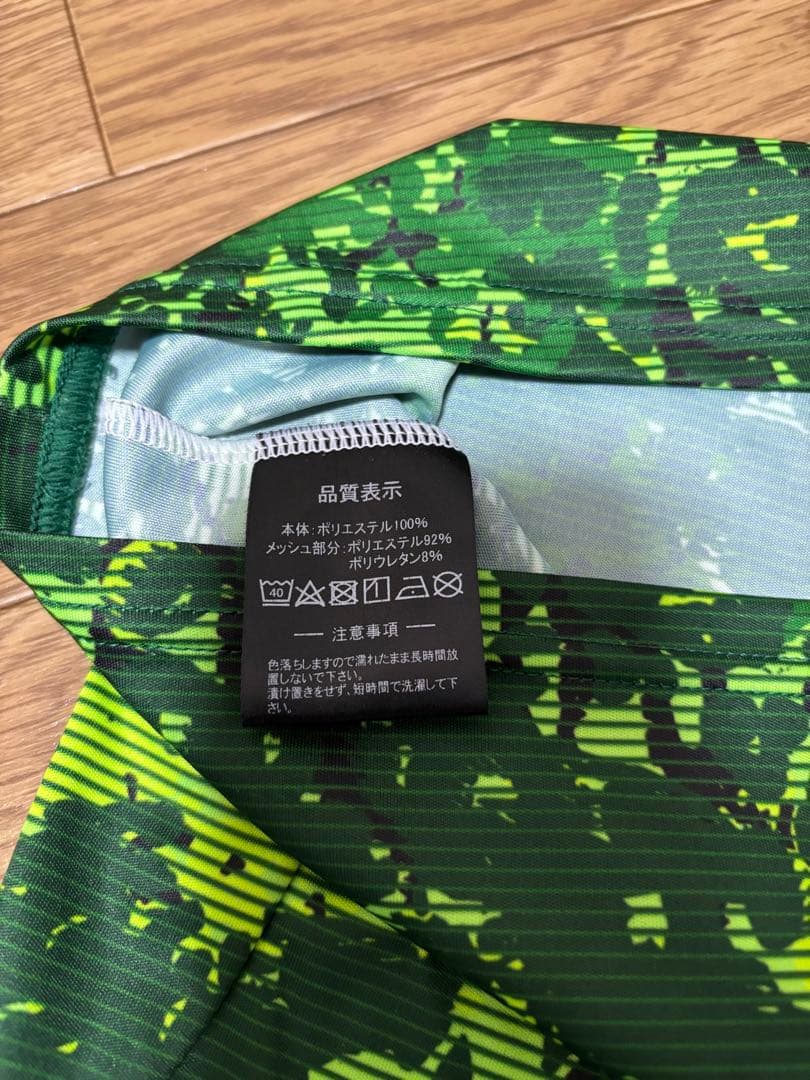 品質表示
本体:ポリエステル100%
メッシュ部分:ポリエステル92%
ポリウレタン8%
40
注意事項
色落ちしますので濡れたまま長時間放
置しないで下さい。
漬け置きをせず、短時間で洗濯して下
さい。